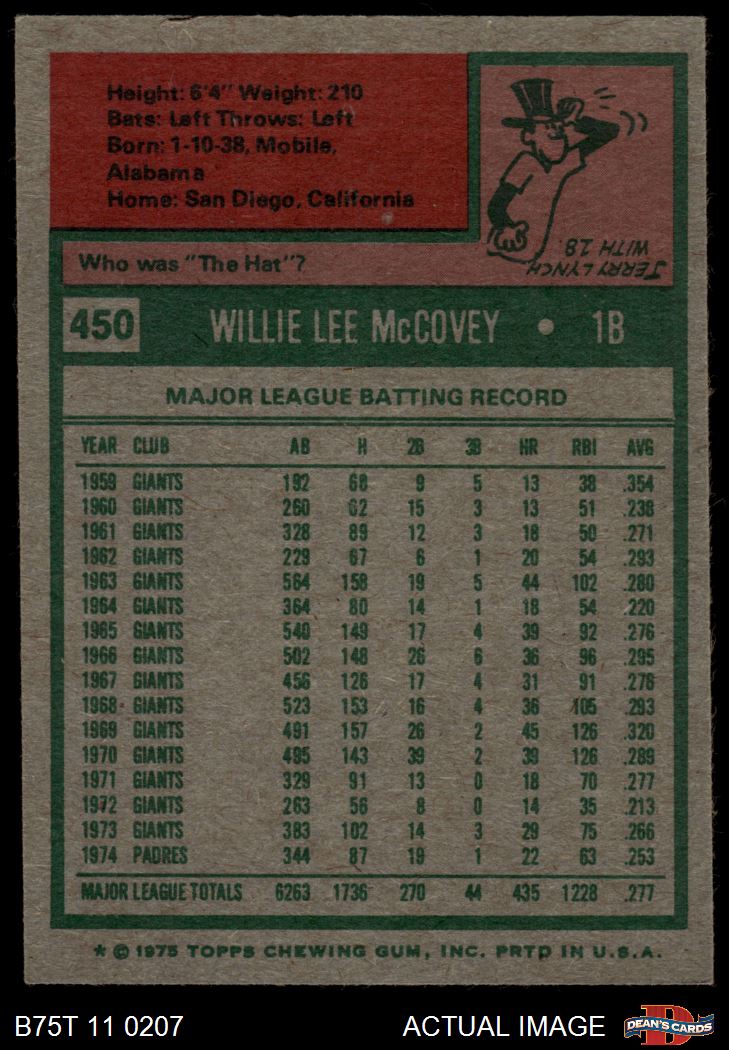 Height: 6'4" Weight: 210
Bats: Left Throws: Left
Born: 1-10-38, Mobile,
Alabama
Home: San Diego, California
Who was "The Hat"?
JERRY LYNCH
WITH 18.
450 WILLIE LEE McCOVEY • 1B
MAJOR LEAGUE BATTING RECORD
YEAR CLUB AB H 2B 3B HR RBI AVG
1959 GIANTS 192 68 9 5 13 38 .354
1960 GIANTS 260 62 15 3 13 51 .238
1961 GIANTS 328 89 12 3 18 50 .271
1962 GIANTS 229 67 6 1 20 54 .293
1963 GIANTS 564 158 19 5 44 102 .280
1964 GIANTS 364 80 14 1 18 54 .220
1965 GIANTS 540 149 17 4 39 92 .276
1966 GIANTS 502 148 26 6 36 96 .295
1967 GIANTS 456 126 17 4 31 91 .276
1968 GIANTS 523 153 16 4 36 105 .293
1969 GIANTS 491 157 26 2 45 126 .320
1970 GIANTS 495 143 39 2 39 126 .289
1971 GIANTS 329 91 13 0 18 70 .277
1972 GIANTS 263 56 8 0 14 35 .213
1973 GIANTS 383 102 14 3 29 75 .266
1974 PADRES 344 87 19 1 22 63 .253
MAJOR LEAGUE TOTALS 6263 1736 270 44 435 1228 .277
* © 1975 TOPPS CHEWING GUM, INC. PRTD IN U.S.A.
B75T 11 0207 ACTUAL IMAGE DEAN'S CARDS